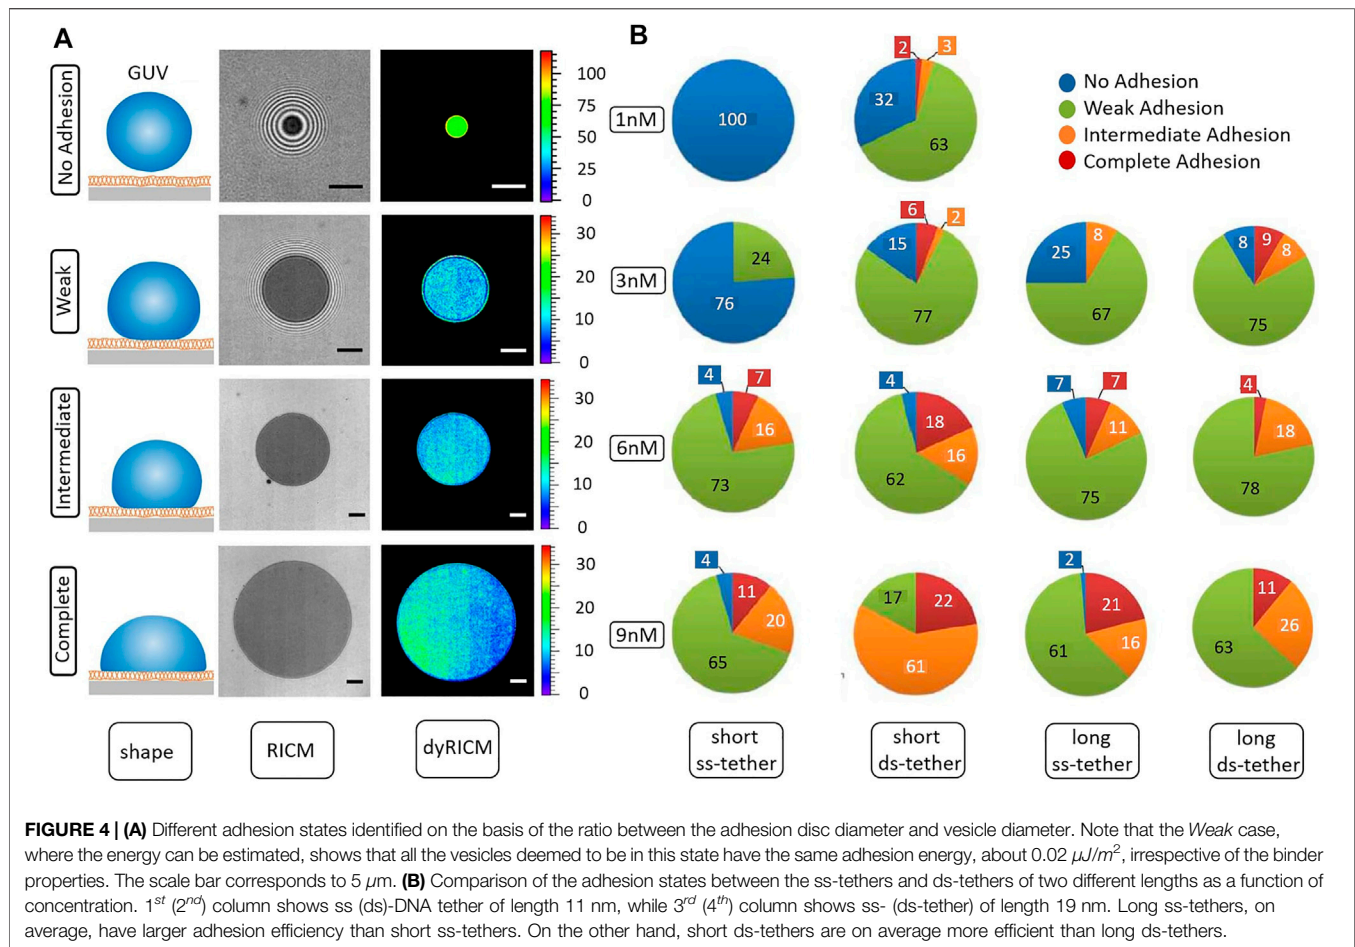 A
B
GUV
No Adhesion
100
75
50
25
0
1nM
100
2
3
32
63
No Adhesion
Weak Adhesion
Intermediate Adhesion
Complete Adhesion
Weak
30
20
10
0
3nM
24
76
6
2
15
77
8
25
67
8
9
8
75
Intermediate
30
20
10
0
6nM
4
7
16
73
4
18
16
62
7
7
11
75
4
18
78
Complete
30
20
10
0
9nM
4
11
20
65
17
22
61
2
21
16
61
11
26
63
shape
RICM
dyRICM
short
ss-tether
short
ds-tether
long
ss-tether
long
ds-tether
FIGURE 4 | (A) Different adhesion states identified on the basis of the ratio between the adhesion disc diameter and vesicle diameter. Note that the Weak case,
where the energy can be estimated, shows that all the vesicles deemed to be in this state have the same adhesion energy, about 0.02 μJ/m², irrespective of the binder
properties. The scale bar corresponds to 5 μm. (B) Comparison of the adhesion states between the ss-tethers and ds-tethers of two different lengths as a function of
concentration. 1st (2nd) column shows ss (ds)-DNA tether of length 11 nm, while 3rd (4th) column shows ss- (ds-tether) of length 19 nm. Long ss-tethers, on
average, have larger adhesion efficiency than short ss-tethers. On the other hand, short ds-tethers are on average more efficient than long ds-tethers.